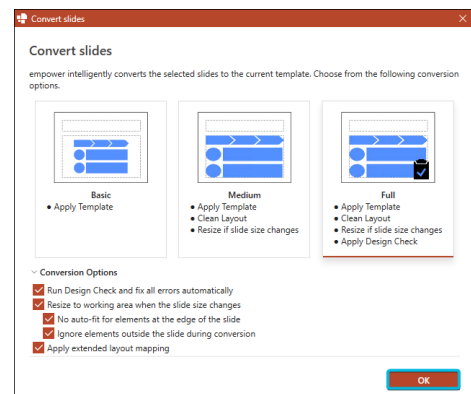 Convert slides
Convert slides
empower intelligently converts the selected slides to the current template. Choose from the following conversion
options.
Basic
• Apply Template
Medium
• Apply Template
• Clean Layout
• Resize if slide size changes
Full
• Apply Template
• Clean Layout
• Resize if slide size changes
• Apply Design Check
Conversion Options
Run Design Check and fix all errors automatically
Resize to working area when the slide size changes
No auto-fit for elements at the edge of the slide
Ignore elements outside the slide during conversion
Apply extended layout mapping
OK